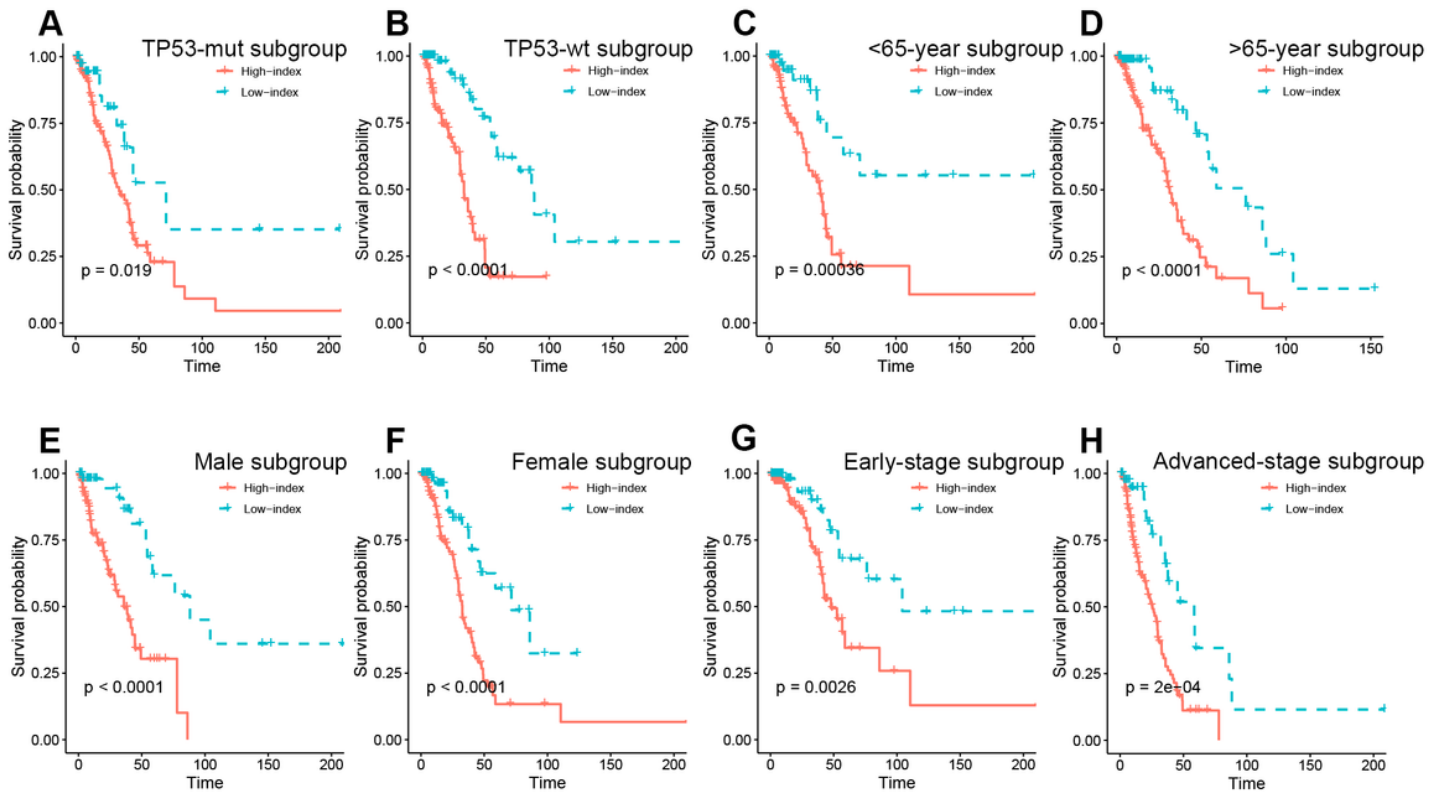 A
TP53-mut subgroup
High-index
Low-index
Survival probability
1.00
0.75
0.50
0.25
0.00
p = 0.019
0 50 100 150 200
Time
B
TP53-wt subgroup
High-index
Low-index
Survival probability
1.00
0.75
0.50
0.25
0.00
p < 0.0001
0 50 100 150 200
Time
C
<65-year subgroup
High-index
Low-index
Survival probability
1.00
0.75
0.50
0.25
0.00
p = 0.00036
0 50 100 150 200
Time
D
>65-year subgroup
High-index
Low-index
Survival probability
1.00
0.75
0.50
0.25
0.00
p < 0.0001
0 50 100 150
Time
E
Male subgroup
High-index
Low-index
Survival probability
1.00
0.75
0.50
0.25
0.00
p < 0.0001
0 50 100 150 200
Time
F
Female subgroup
High-index
Low-index
Survival probability
1.00
0.75
0.50
0.25
0.00
p < 0.0001
0 50 100 150 200
Time
G
Early-stage subgroup
High-index
Low-index
Survival probability
1.00
0.75
0.50
0.25
0.00
p = 0.0026
0 50 100 150 200
Time
H
Advanced-stage subgroup
High-index
Low-index
Survival probability
1.00
0.75
0.50
0.25
0.00
p = 2e-04
0 50 100 150 200
Time